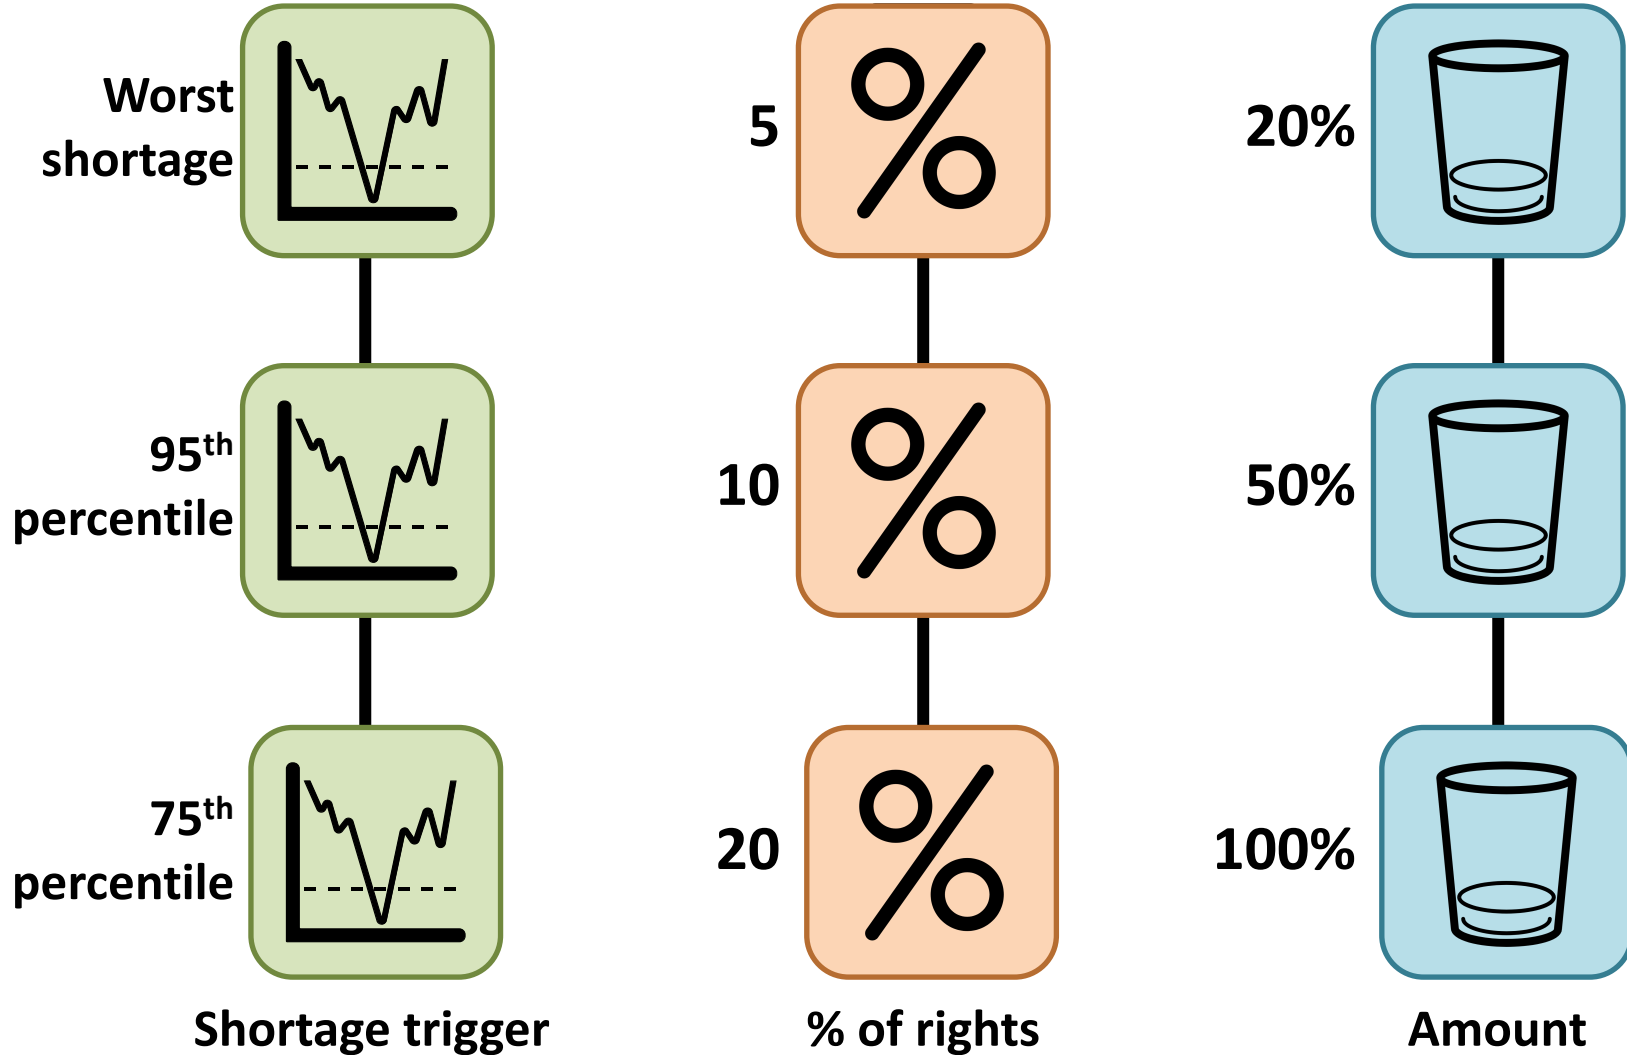 Worst
shortage
5
20%
95th
percentile
10
50%
75th
percentile
20
100%
Shortage trigger
% of rights
Amount